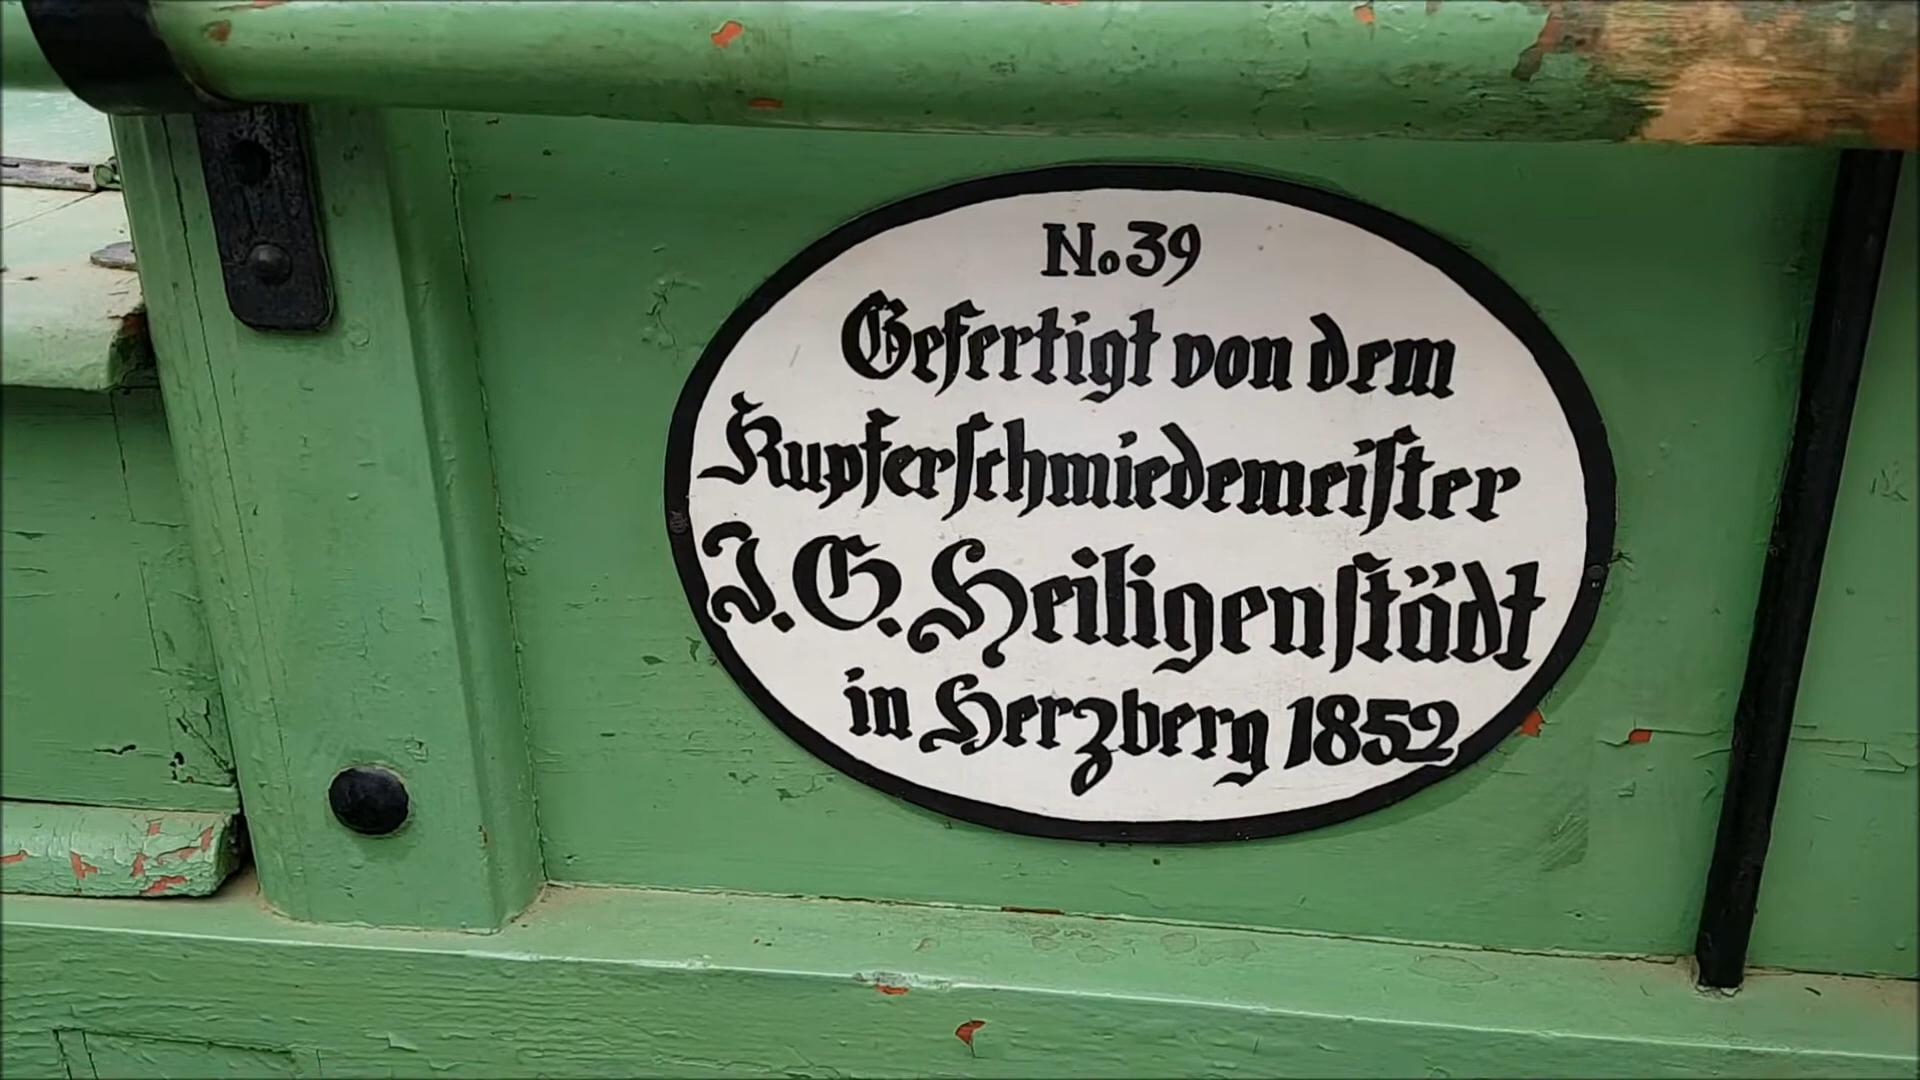 No 39
Gefertigt von dem
Kupferſchmiedemeiſter
J. G. Heiligenſtädt
in Herzberg 1852